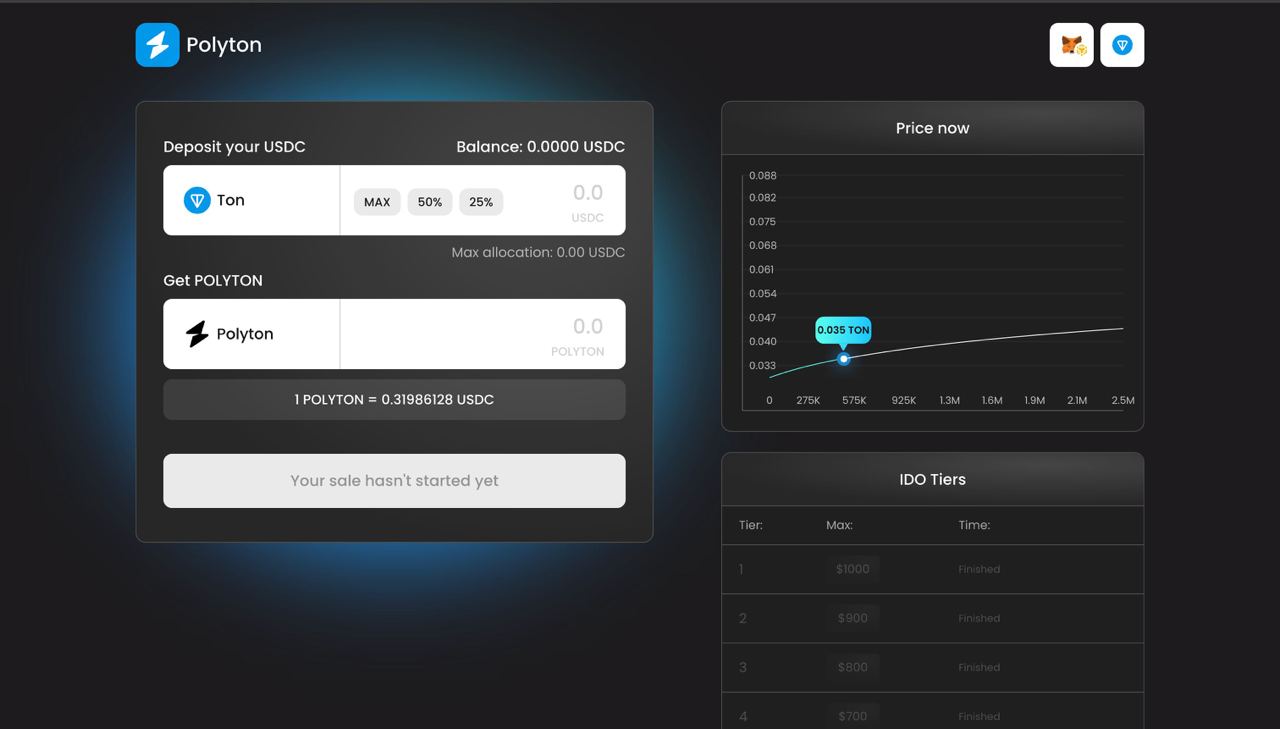 Polyton
Deposit your USDC
Balance: 0.0000 USDC
Ton
MAX
50%
25%
0.0
USDC
Max allocation: 0.00 USDC
Get POLYTON
Polyton
0.0
POLYTON
1 POLYTON = 0.31986128 USDC
Your sale hasn't started yet
Price now
0.088
0.082
0.075
0.068
0.061
0.054
0.047
0.040
0.033
0.035 TON
0 275K 575K 925K 1.3M 1.6M 1.9M 2.1M 2.5M
IDO Tiers
Tier: Max: Time:
1 $1000 Finished
2 $900 Finished
3 $800 Finished
4 $700 Finished